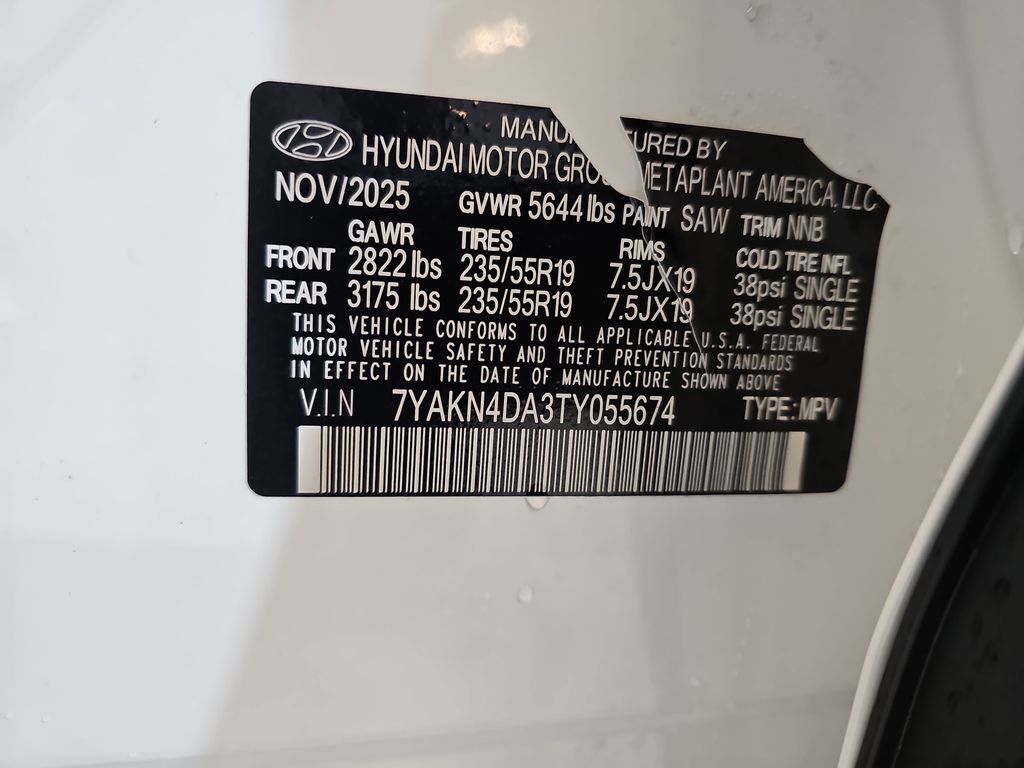 MANU URED BY
HYUNDAI MOTOR GROU METAPLANT AMERICA, LLC
NOV/2025 GVWR 5644 lbs PAINT SAW TRIM NNB
GAWR TIRES RIMS COLD TIRE INFL
FRONT 2822 lbs 235/55R19 7.5JX19 38psi SINGLE
REAR 3175 lbs 235/55R19 7.5JX19 38psi SINGLE
THIS VEHICLE CONFORMS TO ALL APPLICABLE U.S.A. FEDERAL
MOTOR VEHICLE SAFETY AND THEFT PREVENTION STANDARDS
IN EFFECT ON THE DATE OF MANUFACTURE SHOWN ABOVE
V.I.N 7YAKN4DA3TY055674 TYPE:MPV